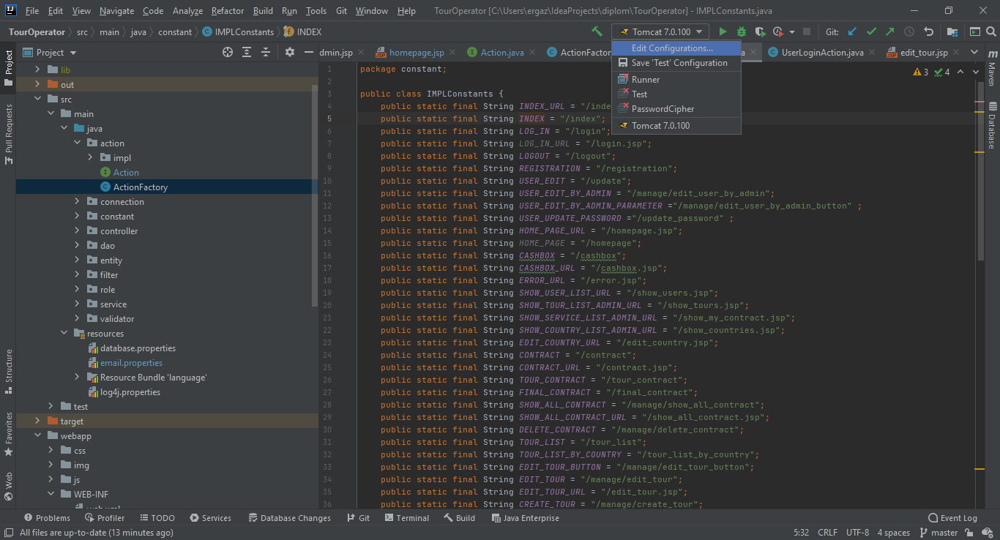 File Edit View Navigate Code Analyze Refactor Build Run Tools Git Window Help TourOperator [C:\Users\ergaz\IdeaProjects\diplom\TourOperator] - IMPLConstants.java
TourOperator src main java constant IMPLConstants INDEX Tomcat 7.0.100 Git:
Project
dmin.jsp homepage.jsp Action.java ActionFactor a UserLoginAction.java edit_tour.jsp
Edit Configurations...
Save 'Test' Configuration
Runner
Test
PasswordCipher
Tomcat 7.0.100
3 4
lib
out
src
main
java
action
impl
Action
ActionFactory
connection
constant
controller
dao
entity
filter
role
service
validator
resources
database.properties
email.properties
Resource Bundle 'language'
log4j.properties
test
target
webapp
css
img
js
WEB-INF
web.xml
1 package constant;
2
3 public class IMPLConstants {
4 public static final String INDEX_URL = "/inde
5 public static final String INDEX = "/index";
6 public static final String LOG_IN = "/login";
7 public static final String LOG_IN_URL = "/login.jsp";
8 public static final String LOGOUT = "/logout";
9 public static final String REGISTRATION = "/registration";
10 public static final String USER_EDIT = "/update";
11 public static final String USER_EDIT_BY_ADMIN = "/manage/edit_user_by_admin";
12 public static final String USER_EDIT_BY_ADMIN_PARAMETER ="/manage/edit_user_by_admin_button" ;
13 public static final String USER_UPDATE_PASSWORD ="/update_password" ;
14 public static final String HOME_PAGE_URL = "/homepage.jsp";
15 public static final String HOME_PAGE = "/homepage";
16 public static final String CASHBOX = "/cashbox";
17 public static final String CASHBOX_URL = "/cashbox.jsp";
18 public static final String ERROR_URL = "/error.jsp";
19 public static final String SHOW_USER_LIST_URL = "/show_users.jsp";
20 public static final String SHOW_TOUR_LIST_ADMIN_URL = "/show_tours.jsp";
21 public static final String SHOW_SERVICE_LIST_ADMIN_URL = "/show_my_contract.jsp";
22 public static final String SHOW_COUNTRY_LIST_ADMIN_URL = "/show_countries.jsp";
23 public static final String EDIT_COUNTRY_URL = "/edit_country.jsp";
24 public static final String CONTRACT = "/contract";
25 public static final String CONTRACT_URL = "/contract.jsp";
26 public static final String TOUR_CONTRACT = "/tour_contract";
27 public static final String FINAL_CONTRACT = "/final_contract";
28 public static final String SHOW_ALL_CONTRACT = "/manage/show_all_contract";
29 public static final String SHOW_ALL_CONTRACT_URL = "/show_all_contract.jsp";
30 public static final String DELETE_CONTRACT = "/manage/delete_contract";
31 public static final String TOUR_LIST = "/tour_list";
32 public static final String TOUR_LIST_BY_COUNTRY = "/tour_list_by_country";
33 public static final String EDIT_TOUR_BUTTON = "/manage/edit_tour_button";
34 public static final String EDIT_TOUR = "/manage/edit_tour";
35 public static final String EDIT_TOUR_URL = "/edit_tour.jsp";
36 public static final String CREATE_TOUR = "/manage/create_tour";
Project
Pull Requests
Structure
Favorites
Web
Maven
Database
Problems Profiler TODO Services Database Changes Git Terminal Build Java Enterprise Event Log
All files are up-to-date (13 minutes ago) 5:32 CRLF UTF-8 4 spaces master